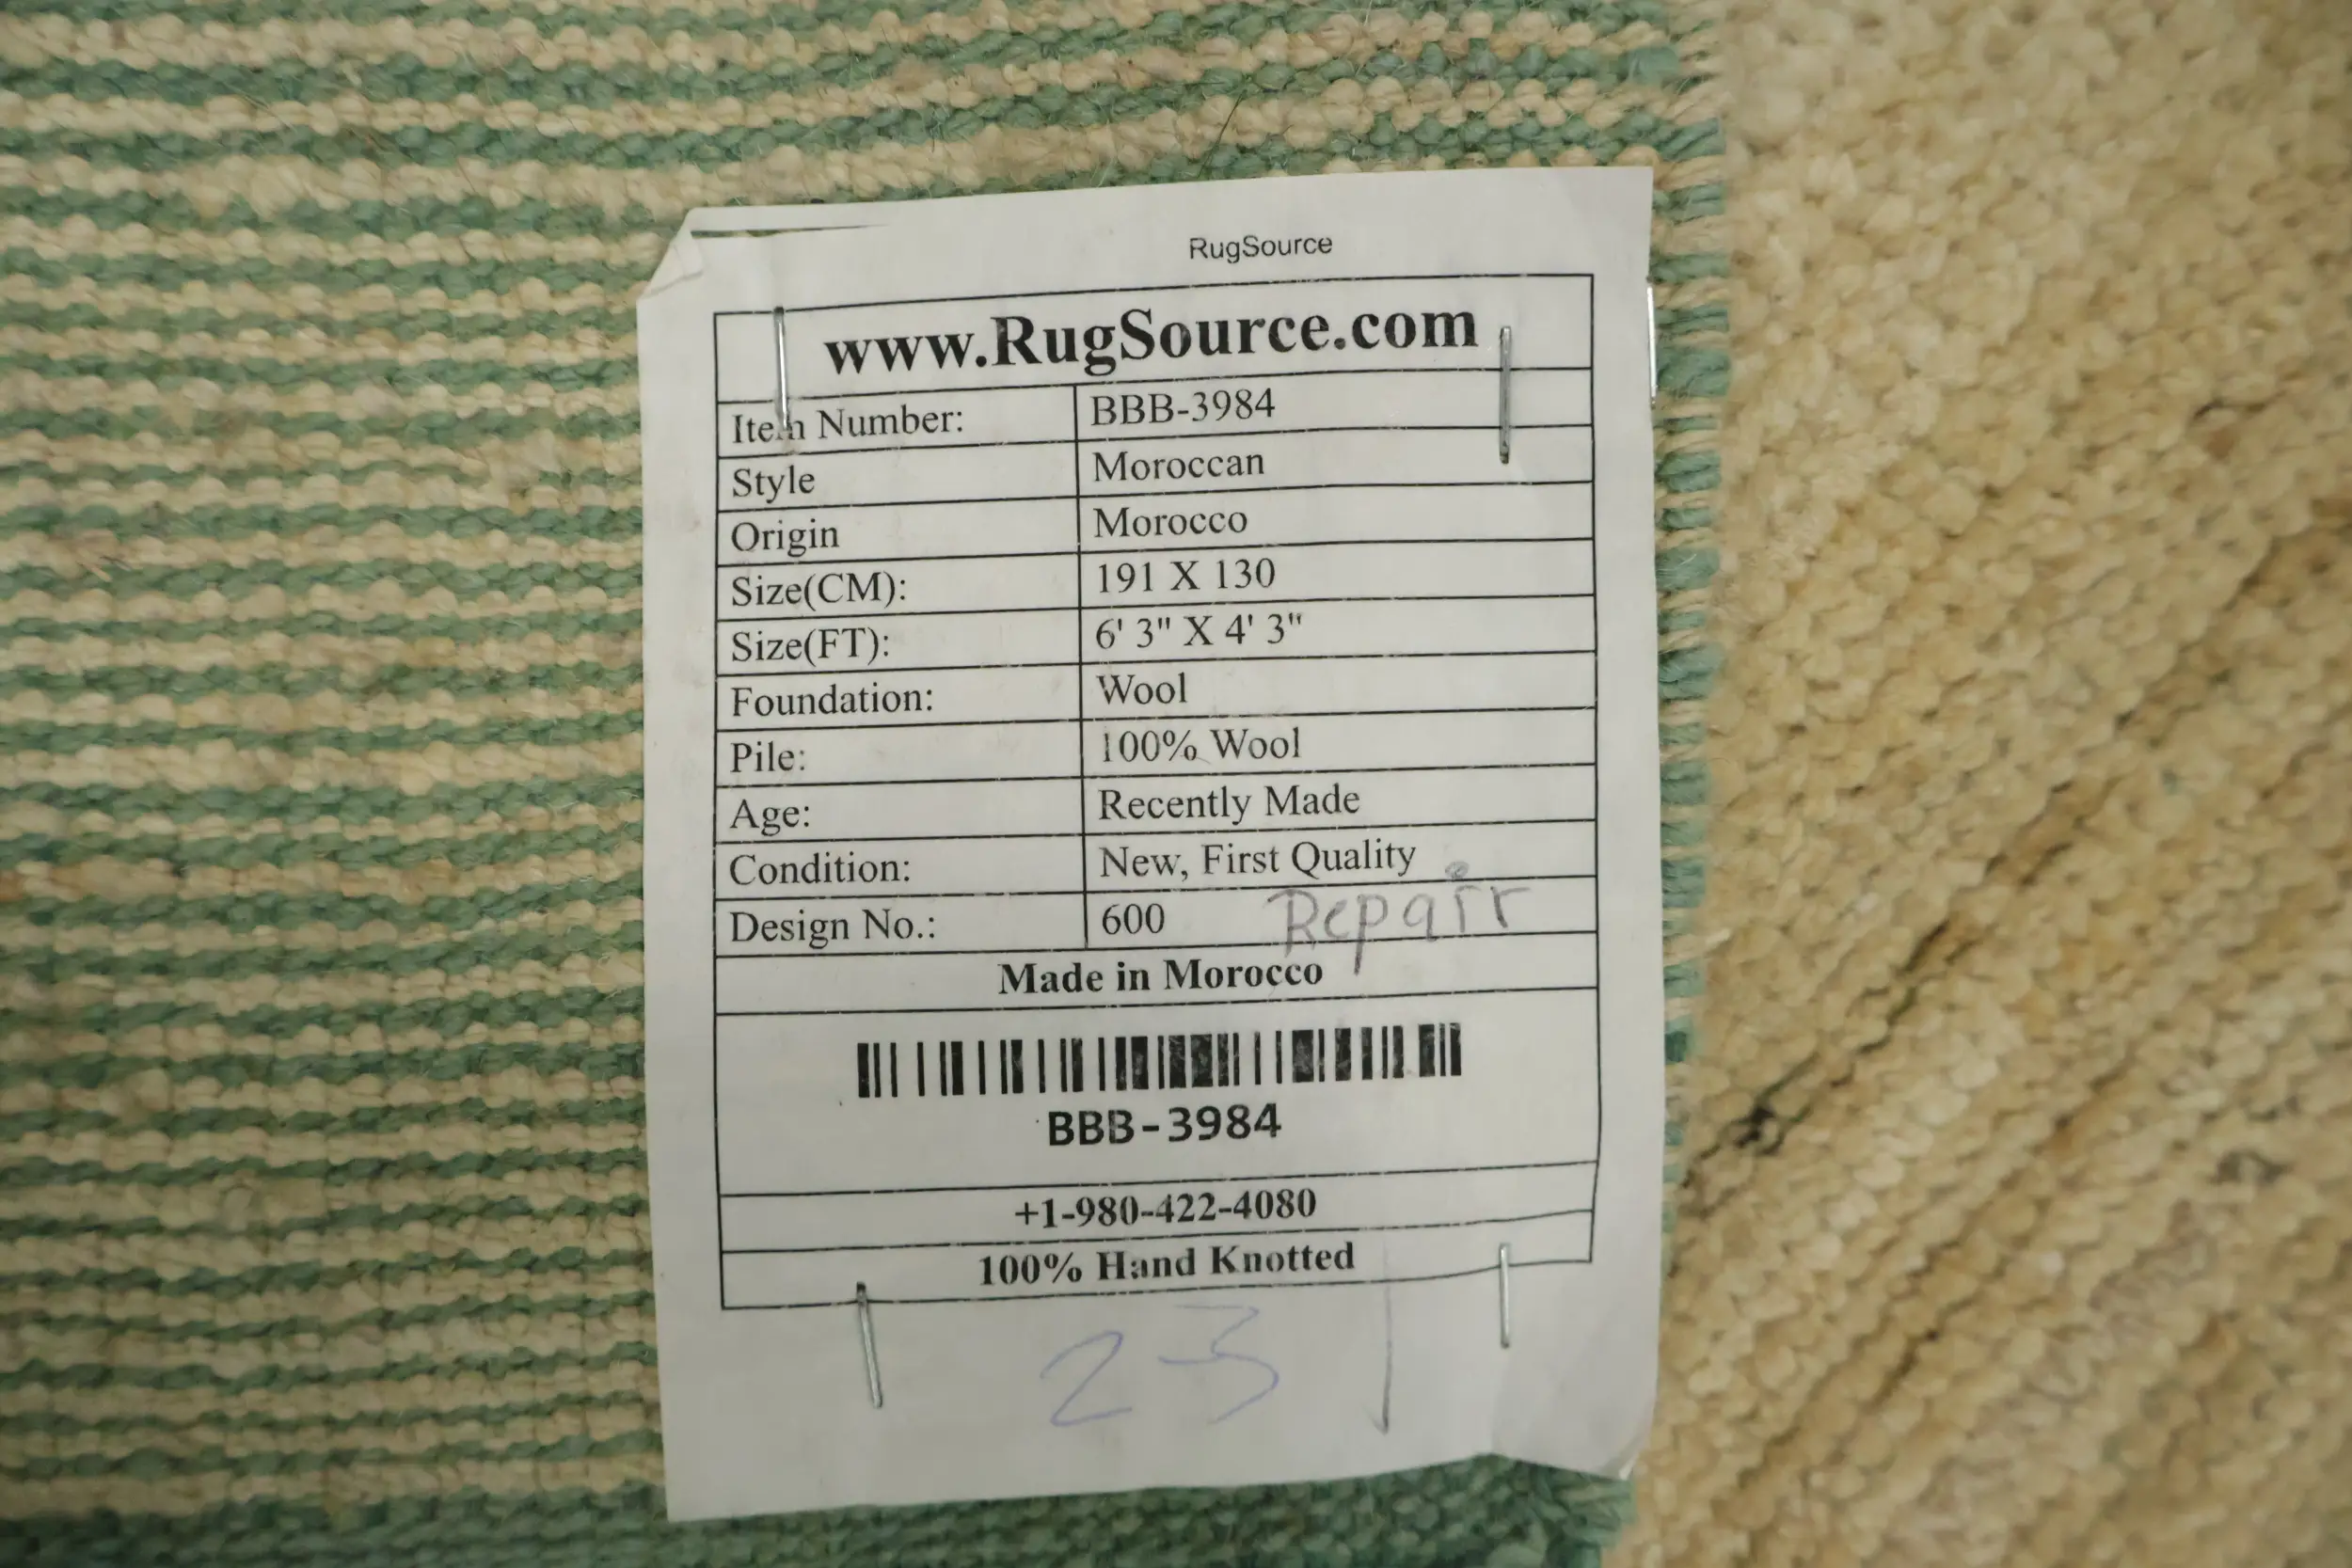 RugSource
www.RugSource.com
Item Number: BBB-3984
Style Moroccan
Origin Morocco
Size(CM): 191 X 130
Size(FT): 6' 3" X 4' 3"
Foundation: Wool
Pile: 100% Wool
Age: Recently Made
Condition: New, First Quality
Design No.: 600 Repair
Made in Morocco
BBB-3984
+1-980-422-4080
100% Hand Knotted
23